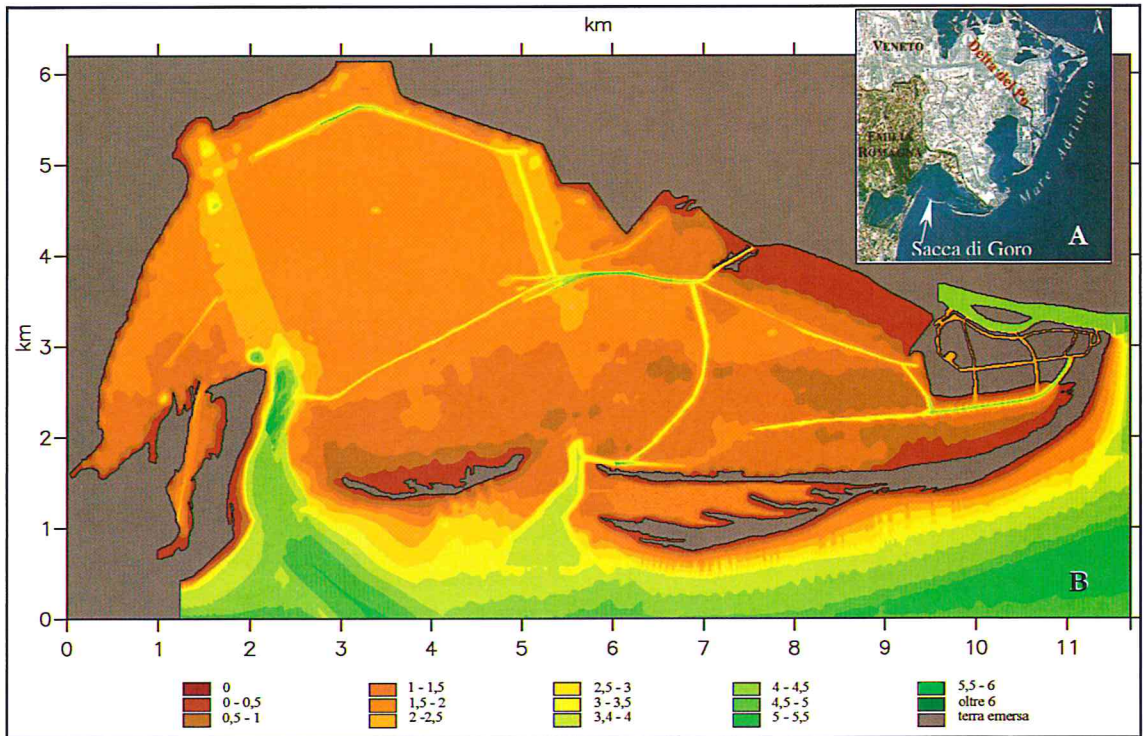 km
6
5
4
3
2
1
0
km
VENETO
Delta del Po
EMILIA
ROMAGNA
Mare Adriatico
Sacca di Goro
A
B
0 1 2 3 4 5 6 7 8 9 10 11
0 1 - 1,5 2,5 - 3 4 - 4,5 5,5 - 6
0 - 0,5 1,5 - 2 3 - 3,5 4,5 - 5 oltre 6
0,5 - 1 2 -2,5 3,4 - 4 5 - 5,5 terra emersa